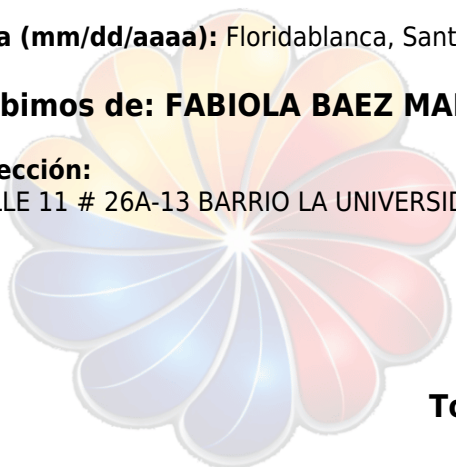 a (mm/dd/aaaa): Floridablanca, Sant
bimos de: FABIOLA BAEZ MA
ección:
LLE 11 # 26A-13 BARRIO LA UNIVERSID
To